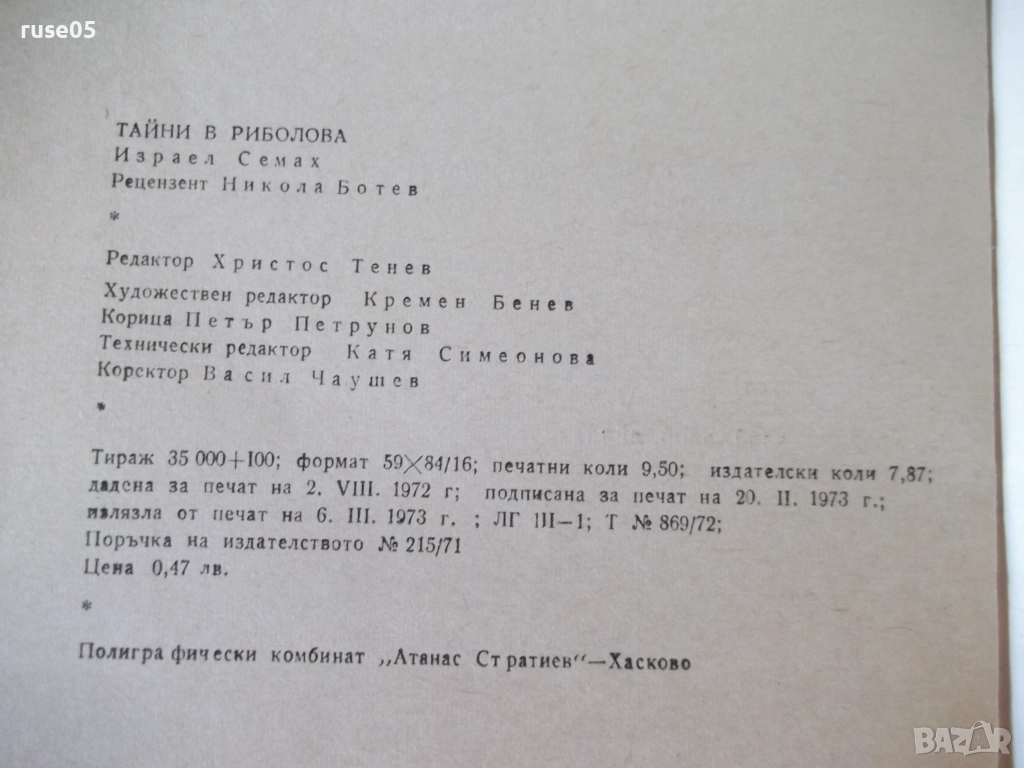 ruse05
ТАЙНИ В РИБОЛОВА
Израел Семах
Рецензент Никола Ботев
*
Редактор Христос Тенев
Художествен редактор Кремен Бенев
Корица Петър Петрунов
Технически редактор Катя Симеонова
Коректор Васил Чаушев
*
Тираж 35 000+100; формат 59×84/16; печатни коли 9,50; издателски коли 7,87;
дадена за печат на 2. VIII. 1972 г; подписана за печат на 20. II. 1973 г.;
излязла от печат на 6. III. 1973 г. ; ЛГ III—1; Т № 869/72;
Поръчка на издателството № 215/71
Цена 0,47 лв.
*
Полиграфически комбинат „Атанас Стратиев“—Хасково
BAZAR